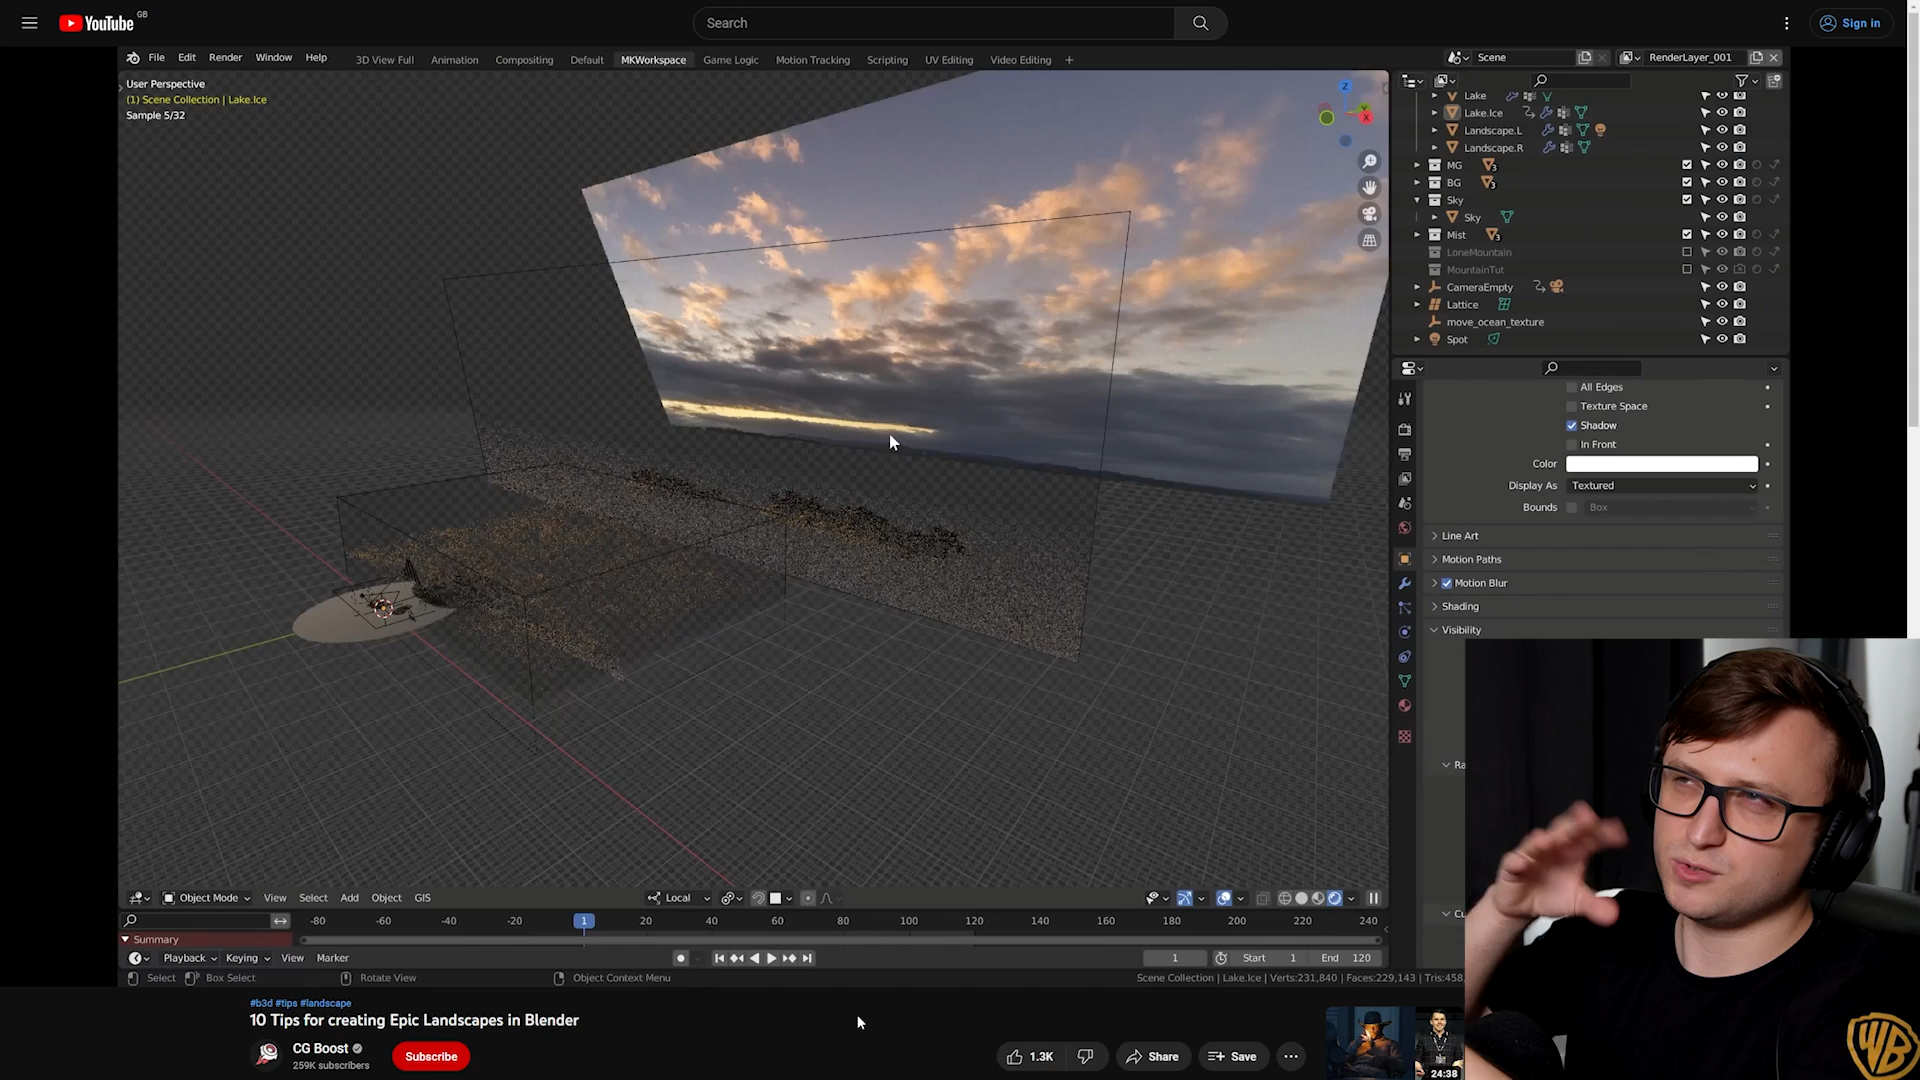 YouTube GB
Search
Sign in
File Edit Render Window Help
3D View Full Animation Compositing Default MKWorkspace Game Logic Motion Tracking Scripting UV Editing Video Editing +
Scene
RenderLayer_001
User Perspective
(1) Scene Collection | Lake.Ice
Sample 5/32
Z
Y
X
Lake
Lake.Ice
Landscape.L
Landscape.R
MG 3
BG 3
Sky
Sky
Mist 3
LoneMountain
MountainTut
CameraEmpty
Lattice
move_ocean_texture
Spot
All Edges
Texture Space
Shadow
In Front
Color
Display As Textured
Bounds Box
Line Art
Motion Paths
Motion Blur
Shading
Visibility
Ra
Cu
Object Mode View Select Add Object GIS
Local
-80 -60 -40 -20 1 20 40 60 80 100 120 140 160 180 200 220 240
Summary
Playback Keying View Marker
1 Start 1 End 120
Select Box Select Rotate View Object Context Menu
Scene Collection | Lake.Ice | Verts:231,840 | Faces:229,143 | Tris:458,
#b3d #tips #landscape
10 Tips for creating Epic Landscapes in Blender
CG Boost
259K subscribers
Subscribe
1.3K
Share
Save
24:38
WB